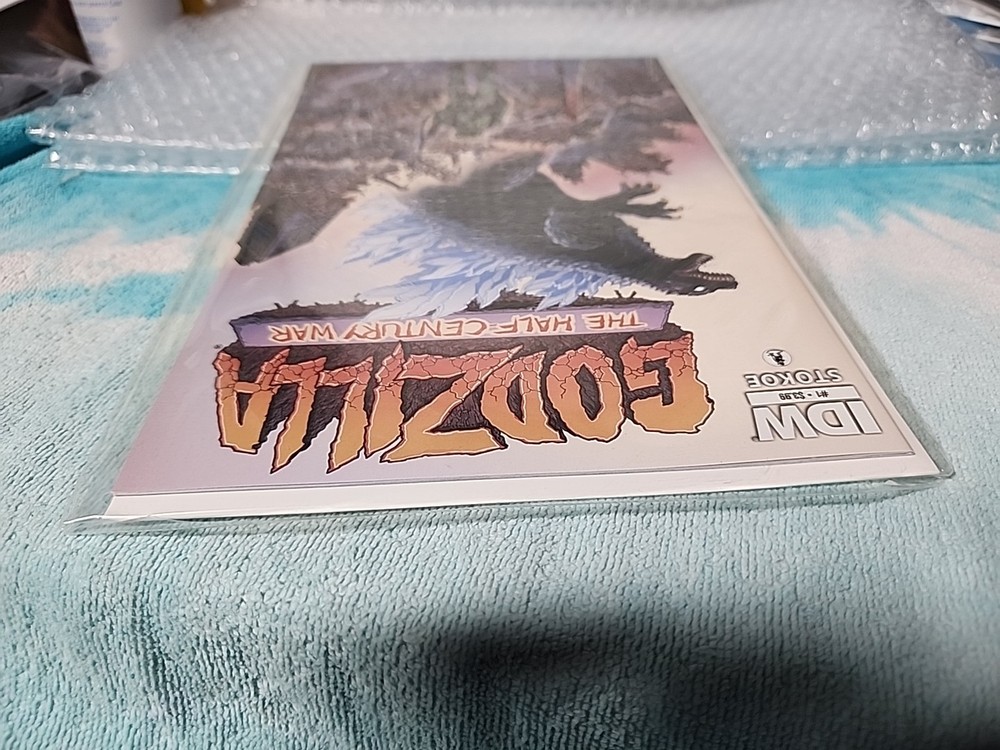 IDW
#1 • $3.99
STOKOE
GODZILLA
THE HALF CENTURY WAR